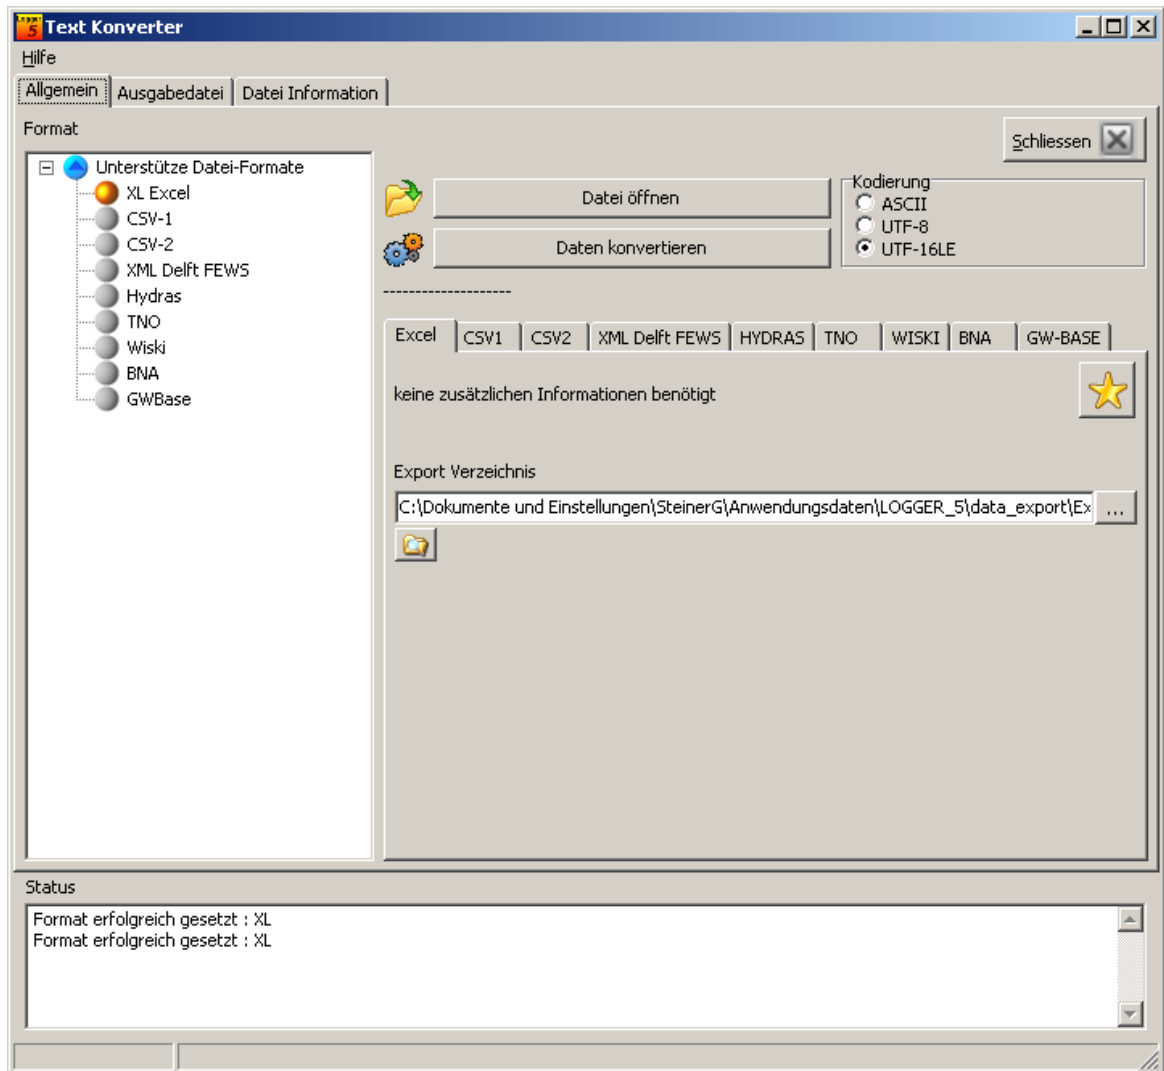 Logger 5
Text Konverter
Hilfe
Allgemein
Ausgabedatei
Datei Information
Format
Schliessen
Unterstütze Datei-Formate
XL Excel
CSV-1
CSV-2
XML Delft FEWS
Hydras
TNO
Wiski
BNA
GWBase
Datei öffnen
Daten konvertieren
Kodierung
ASCII
UTF-8
UTF-16LE
--------------------
Excel
CSV1
CSV2
XML Delft FEWS
HYDRAS
TNO
WISKI
BNA
GW-BASE
keine zusätzlichen Informationen benötigt
Export Verzeichnis
C:\Dokumente und Einstellungen\SteinerG\Anwendungsdaten\LOGGER_5\data_export\Ex
...
Status
Format erfolgreich gesetzt : XL
Format erfolgreich gesetzt : XL